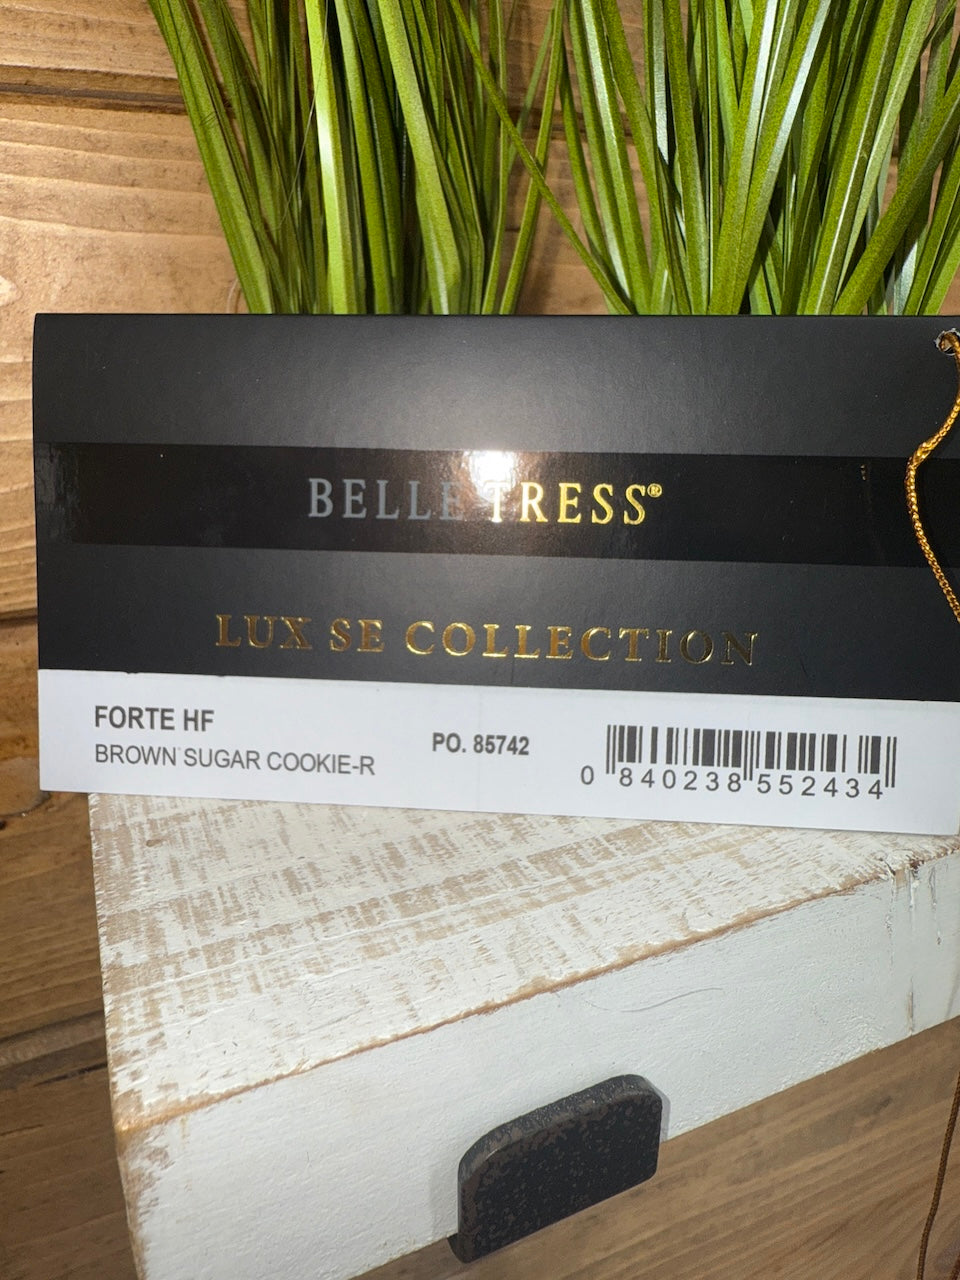 BELLE TRESS®
LUX SE COLLECTION
FORTE HF
BROWN SUGAR COOKIE-R
PO. 85742
0 840238 552434